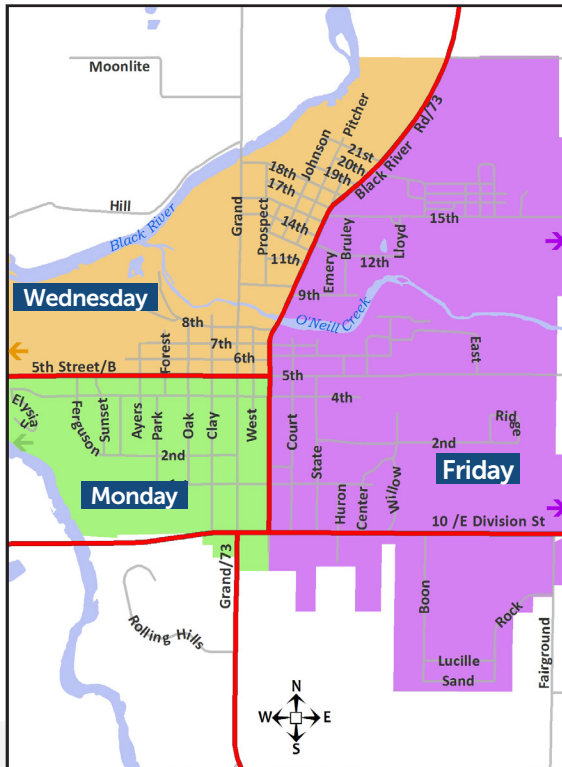 Moonlite
Pitcher
Johnson
21st
20th
19th
18th
17th
Black River Rd/73
Hill
Black River
Grand
Prospect
14th
11th
Emery
Bruley
Lloyd
15th
12th
9th
O'Neill Creek
Wednesday
8th
7th
6th
Forest
5th Street/B
5th
East
4th
Elysia
Ferguson
Sunset
Ayers
Park
Oak
Clay
West
Court
State
Ridge
2nd
2nd
Monday
Friday
Huron
Center
Willow
10 /E Division St
Grand/73
Rolling Hills
Boon
Rock
Fairground
Lucille
Sand
N
W E
S